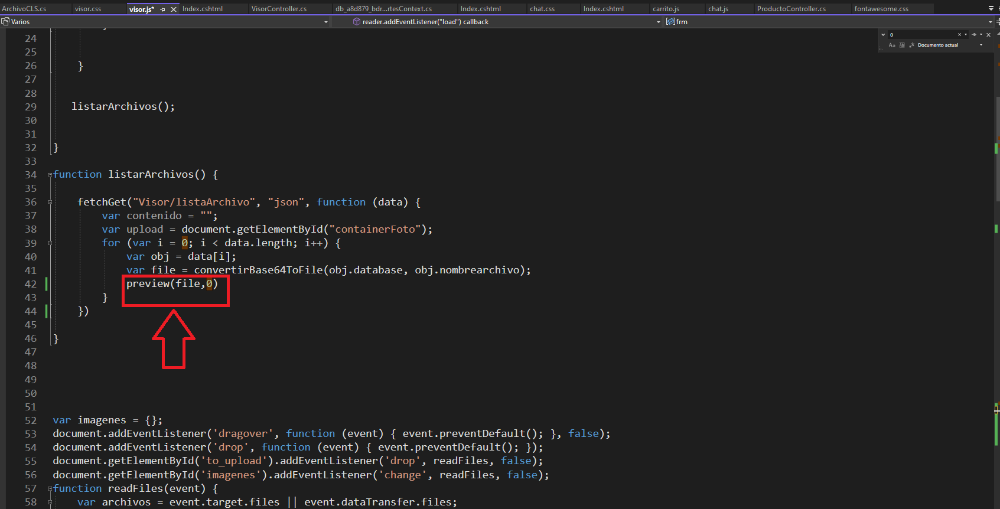 ArchivoCLS.cs visor.css visor.js* Index.cshtml VisorController.cs db_a8d879_bdr...rtesContext.cs Index.cshtml chat.css Index.cshtml carrito.js chat.js ProductoController.cs fontawesome.css
Varios reader.addEventListener("load") callback frm
0
Aa Documento actual
24
25
26 }
27
28
29 listarArchivos();
30
31
32 }
33
34 function listarArchivos() {
35
36 fetchGet("Visor/listaArchivo", "json", function (data) {
37 var contenido = "";
38 var upload = document.getElementById("containerFoto");
39 for (var i = 0; i < data.length; i++) {
40 var obj = data[i];
41 var file = convertirBase64ToFile(obj.database, obj.nombrearchivo);
42 preview(file,0)
43 }
44 })
45
46 }
47
48
49
50
51
52 var imagenes = {};
53 document.addEventListener('dragover', function (event) { event.preventDefault(); }, false);
54 document.addEventListener('drop', function (event) { event.preventDefault(); });
55 document.getElementById('to_upload').addEventListener('drop', readFiles, false);
56 document.getElementById('imagenes').addEventListener('change', readFiles, false);
57 function readFiles(event) {
58 var archivos = event.target.files || event.dataTransfer.files;